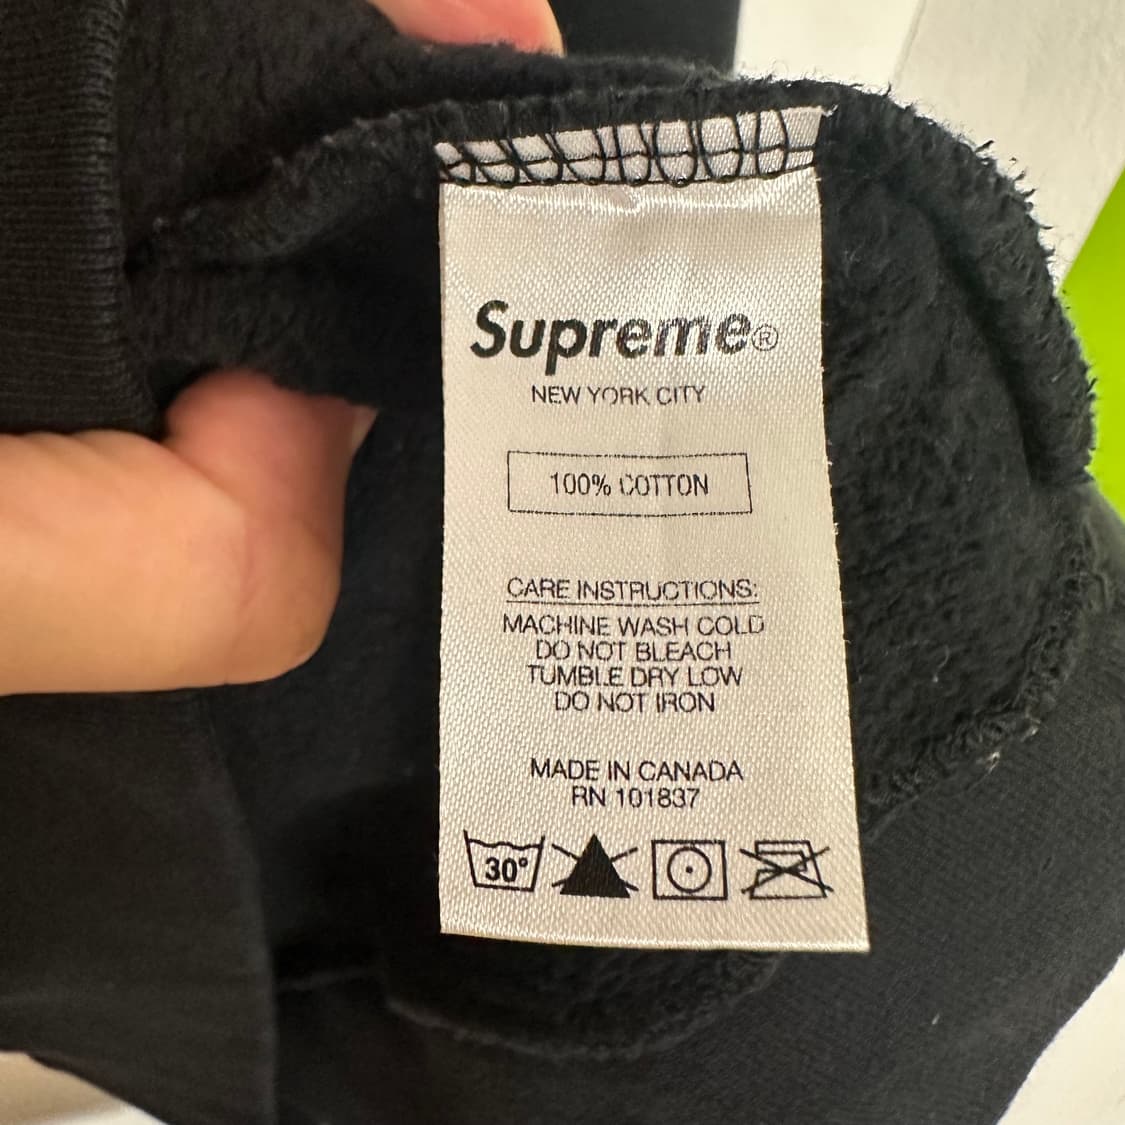 Supreme®
NEW YORK CITY
100% COTTON
CARE INSTRUCTIONS:
MACHINE WASH COLD
DO NOT BLEACH
TUMBLE DRY LOW
DO NOT IRON
MADE IN CANADA
RN 101837
30°